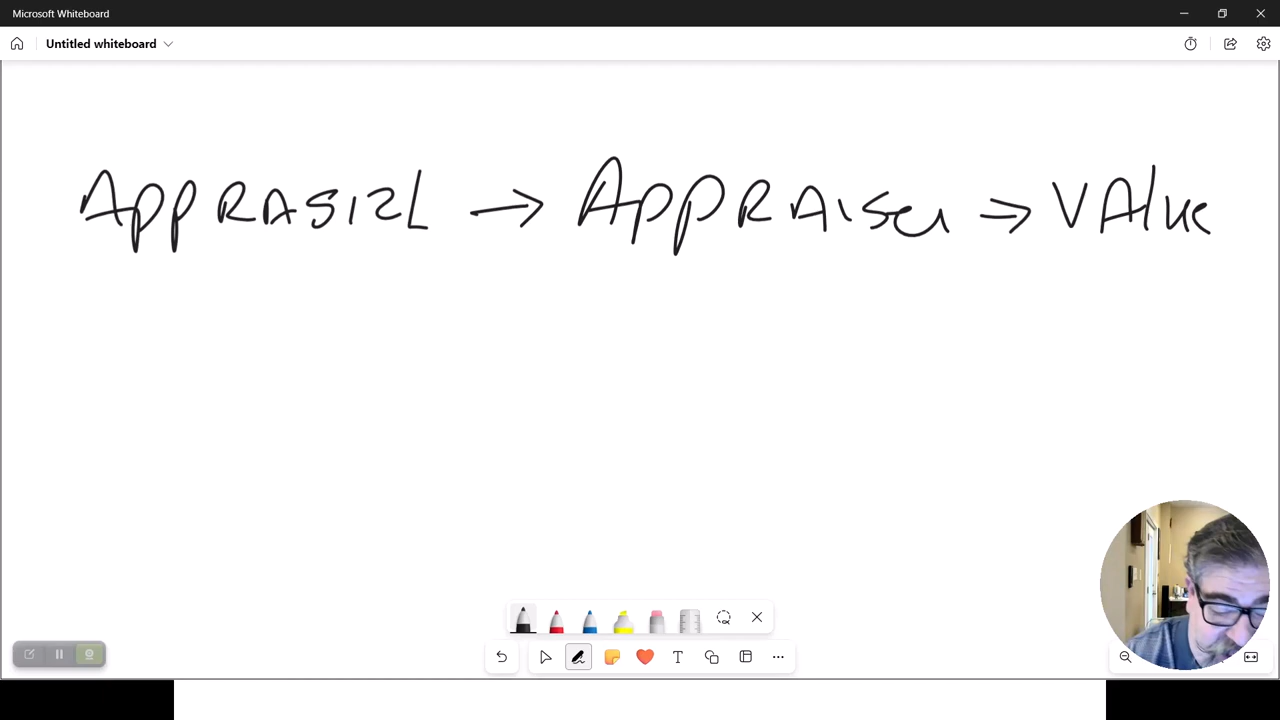 Microsoft Whiteboard
Untitled whiteboard
APPRASIAL → APPRAISER → VALUE
T